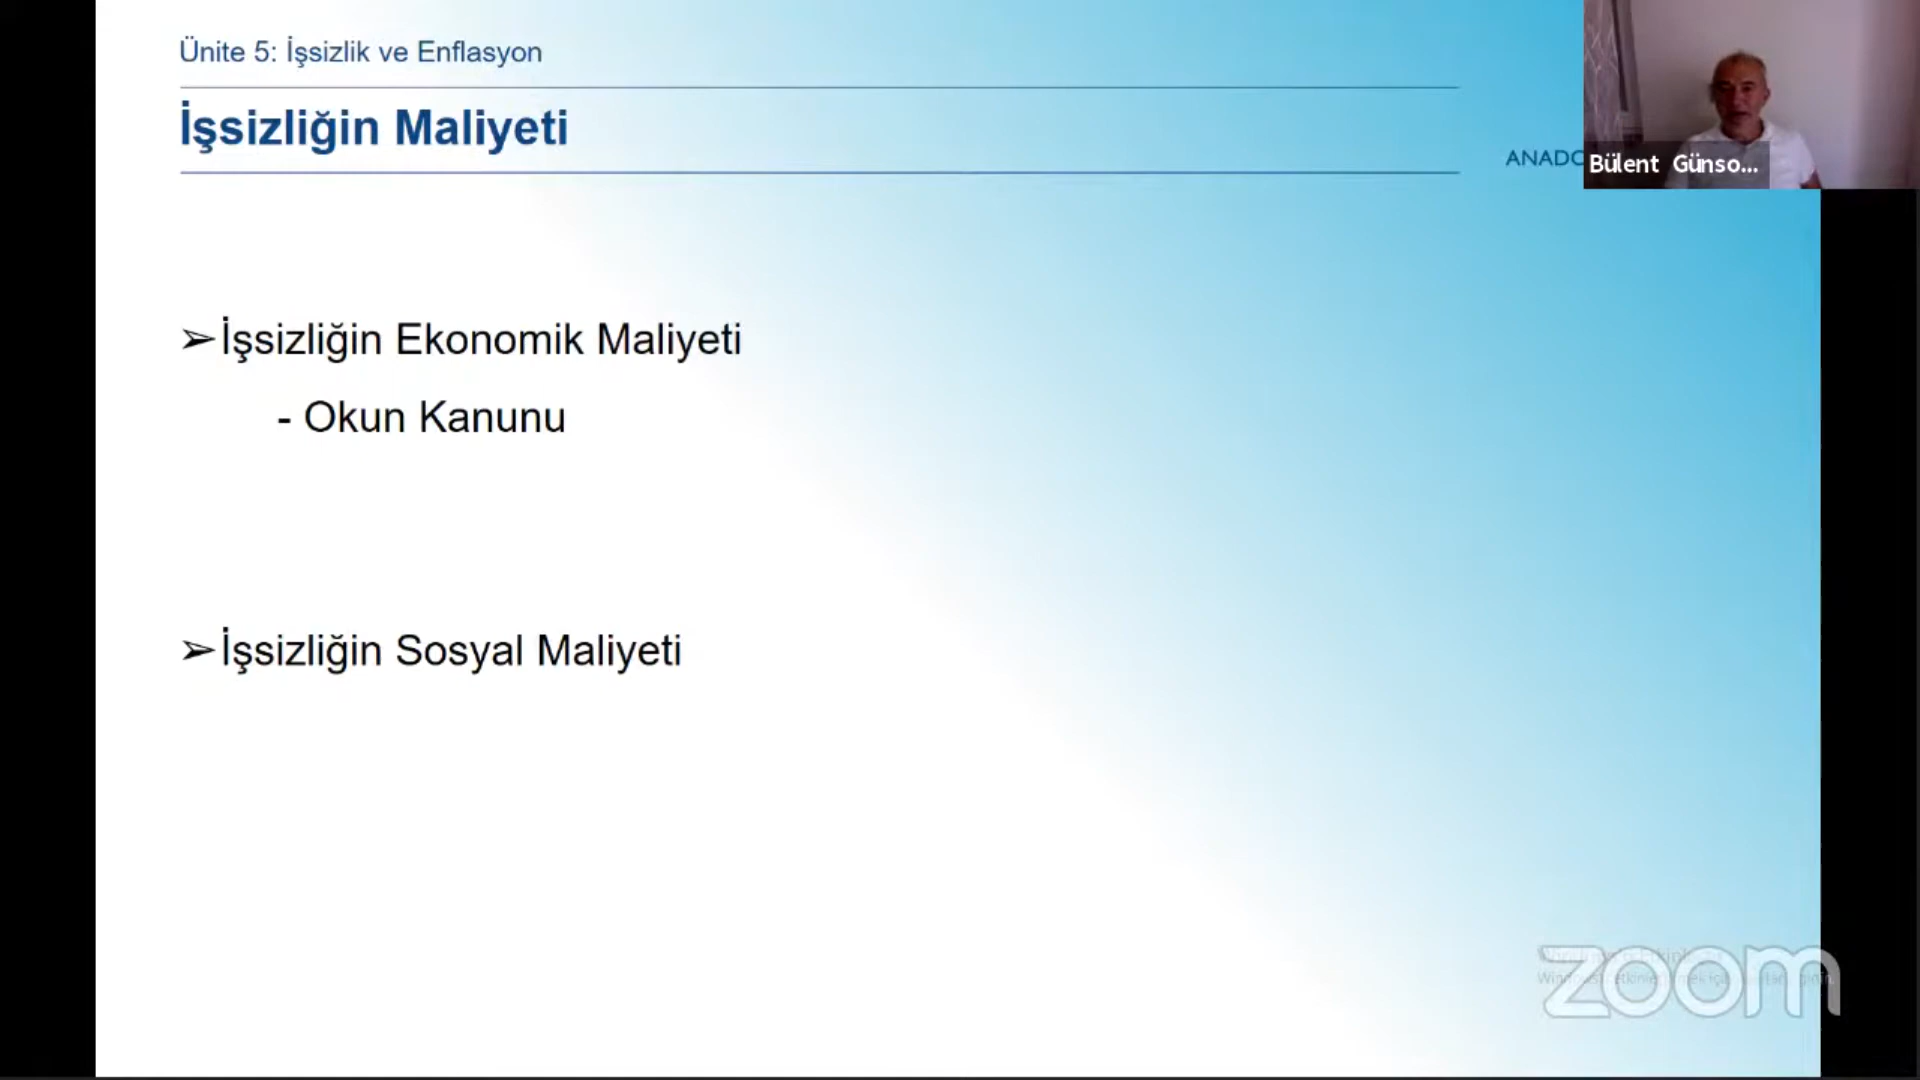 Ünite 5: İşsizlik ve Enflasyon
İşsizliğin Maliyeti
ANADO
Bülent Günso...
➢İşsizliğin Ekonomik Maliyeti
- Okun Kanunu
➢İşsizliğin Sosyal Maliyeti
zoom